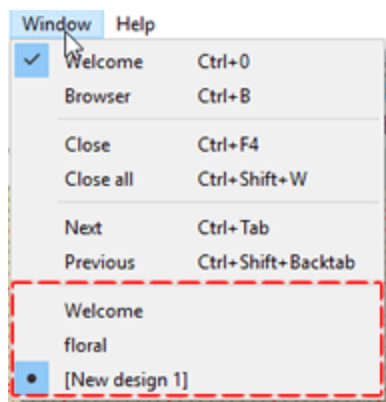 Window Help
Welcome Ctrl+0
Browser Ctrl+B
Close Ctrl+F4
Close all Ctrl+Shift+W
Next Ctrl+Tab
Previous Ctrl+Shift+Backtab
Welcome
floral
[New design 1]